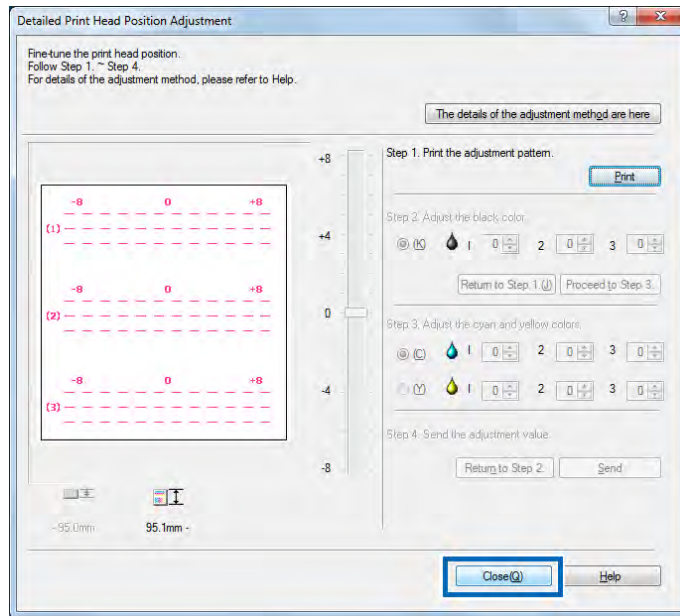 Detailed Print Head Position Adjustment
Fine-tune the print head position.
Follow Step 1. ~ Step 4.
For details of the adjustment method, please refer to Help.
The details of the adjustment method are here
-8 0 +8
(1)
-8 0 +8
(2)
-8 0 +8
(3)
~95.0mm
95.1mm -
+8
+4
0
-4
-8
Step 1. Print the adjustment pattern.
Print
Step 2. Adjust the black color.
(K) 1 0 2 0 3 0
Return to Step 1.(J) Proceed to Step 3.
Step 3. Adjust the cyan and yellow colors.
(C) 1 0 2 0 3 0
(Y) 1 0 2 0 3 0
Step 4. Send the adjustment value.
Return to Step 2. Send
Close(Q) Help